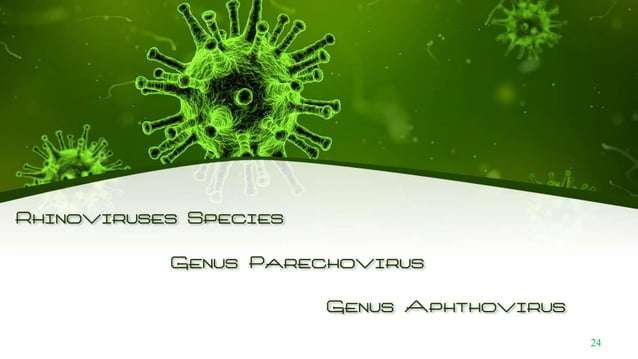 Rhinoviruses Species
Genus Parechovirus
Genus Aphthovirus
24